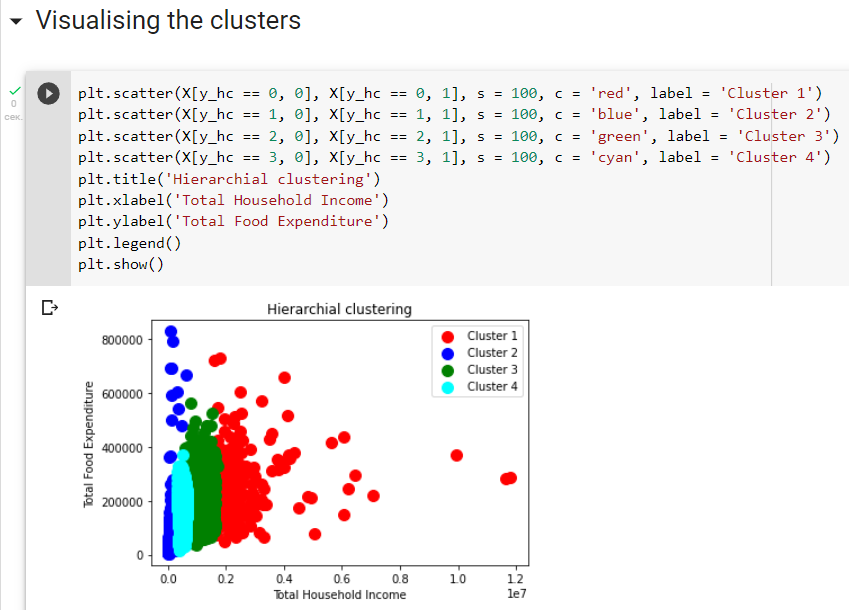 Visualising the clusters
0
сек.
plt.scatter(X[y_hc == 0, 0], X[y_hc == 0, 1], s = 100, c = 'red', label = 'Cluster 1')
plt.scatter(X[y_hc == 1, 0], X[y_hc == 1, 1], s = 100, c = 'blue', label = 'Cluster 2')
plt.scatter(X[y_hc == 2, 0], X[y_hc == 2, 1], s = 100, c = 'green', label = 'Cluster 3')
plt.scatter(X[y_hc == 3, 0], X[y_hc == 3, 1], s = 100, c = 'cyan', label = 'Cluster 4')
plt.title('Hierarchial clustering')
plt.xlabel('Total Household Income')
plt.ylabel('Total Food Expenditure')
plt.legend()
plt.show()
Hierarchial clustering
Cluster 1
Cluster 2
Cluster 3
Cluster 4
800000
600000
400000
200000
0
Total Food Expenditure
0.0 0.2 0.4 0.6 0.8 1.0 1.2
1e7
Total Household Income